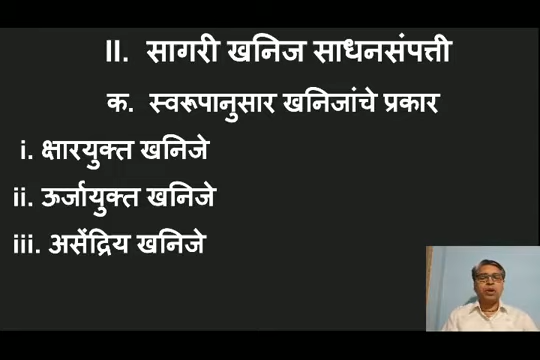 II. सागरी खनिज साधनसंपत्ती
क. स्वरूपानुसार खनिजांचे प्रकार
i. क्षारयुक्त खनिजे
ii. ऊर्जायुक्त खनिजे
iii. असेंद्रिय खनिजे